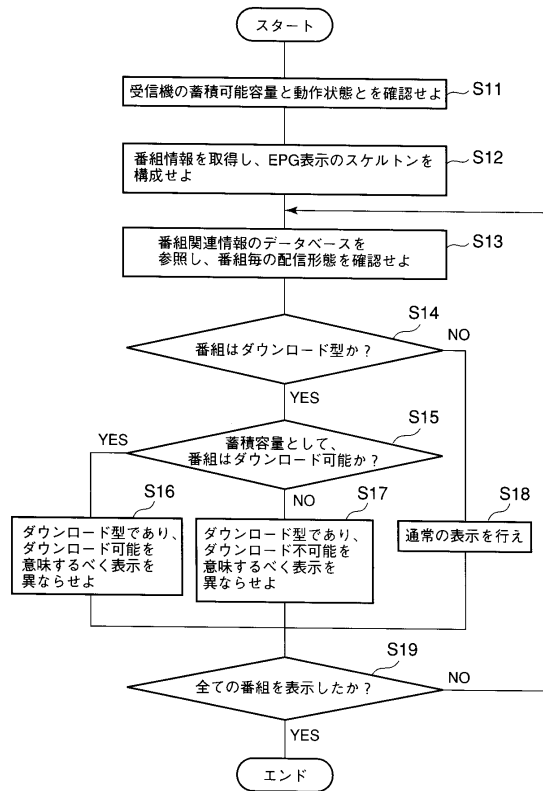 スタート
受信機の蓄積可能容量と動作状態とを確認せよ
S11
番組情報を取得し、EPG表示のスケルトンを
構成せよ
S12
番組関連情報のデータベースを
参照し、番組毎の配信形態を確認せよ
S13
S14
番組はダウンロード型か?
NO
YES
S15
YES
蓄積容量として、
番組はダウンロード可能か?
NO
S16
ダウンロード型であり、
ダウンロード可能を
意味するべく表示を
異ならせよ
S17
ダウンロード型であり、
ダウンロード不可能を
意味するべく表示を
異ならせよ
S18
通常の表示を行え
S19
全ての番組を表示したか?
NO
YES
エンド